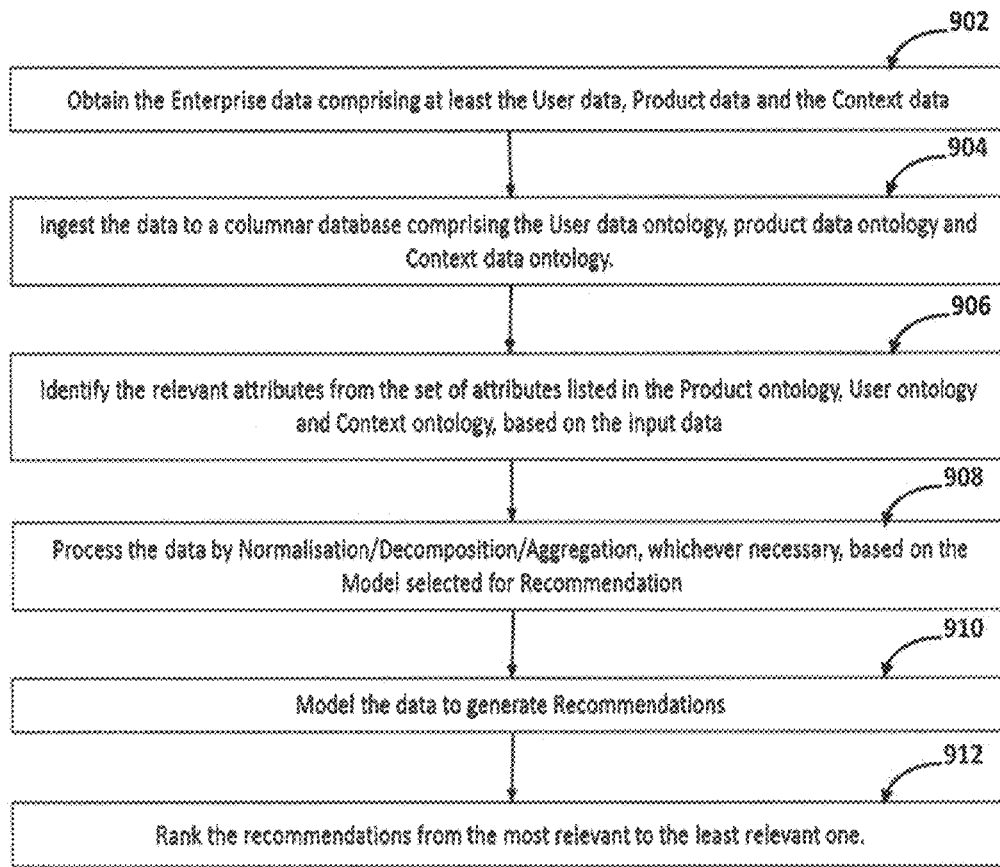 902
Obtain the Enterprise data comprising at least the User data, Product data and the Context data
904
Ingest the data to a columnar database comprising the User data ontology, product data ontology and
Context data ontology.
906
Identify the relevant attributes from the set of attributes listed in the Product ontology, User ontology
and Context ontology, based on the input data
908
Process the data by Normalisation/Decomposition/Aggregation, whichever necessary, based on the
Model selected for Recommendation
910
Model the data to generate Recommendations
912
Rank the recommendations from the most relevant to the least relevant one.